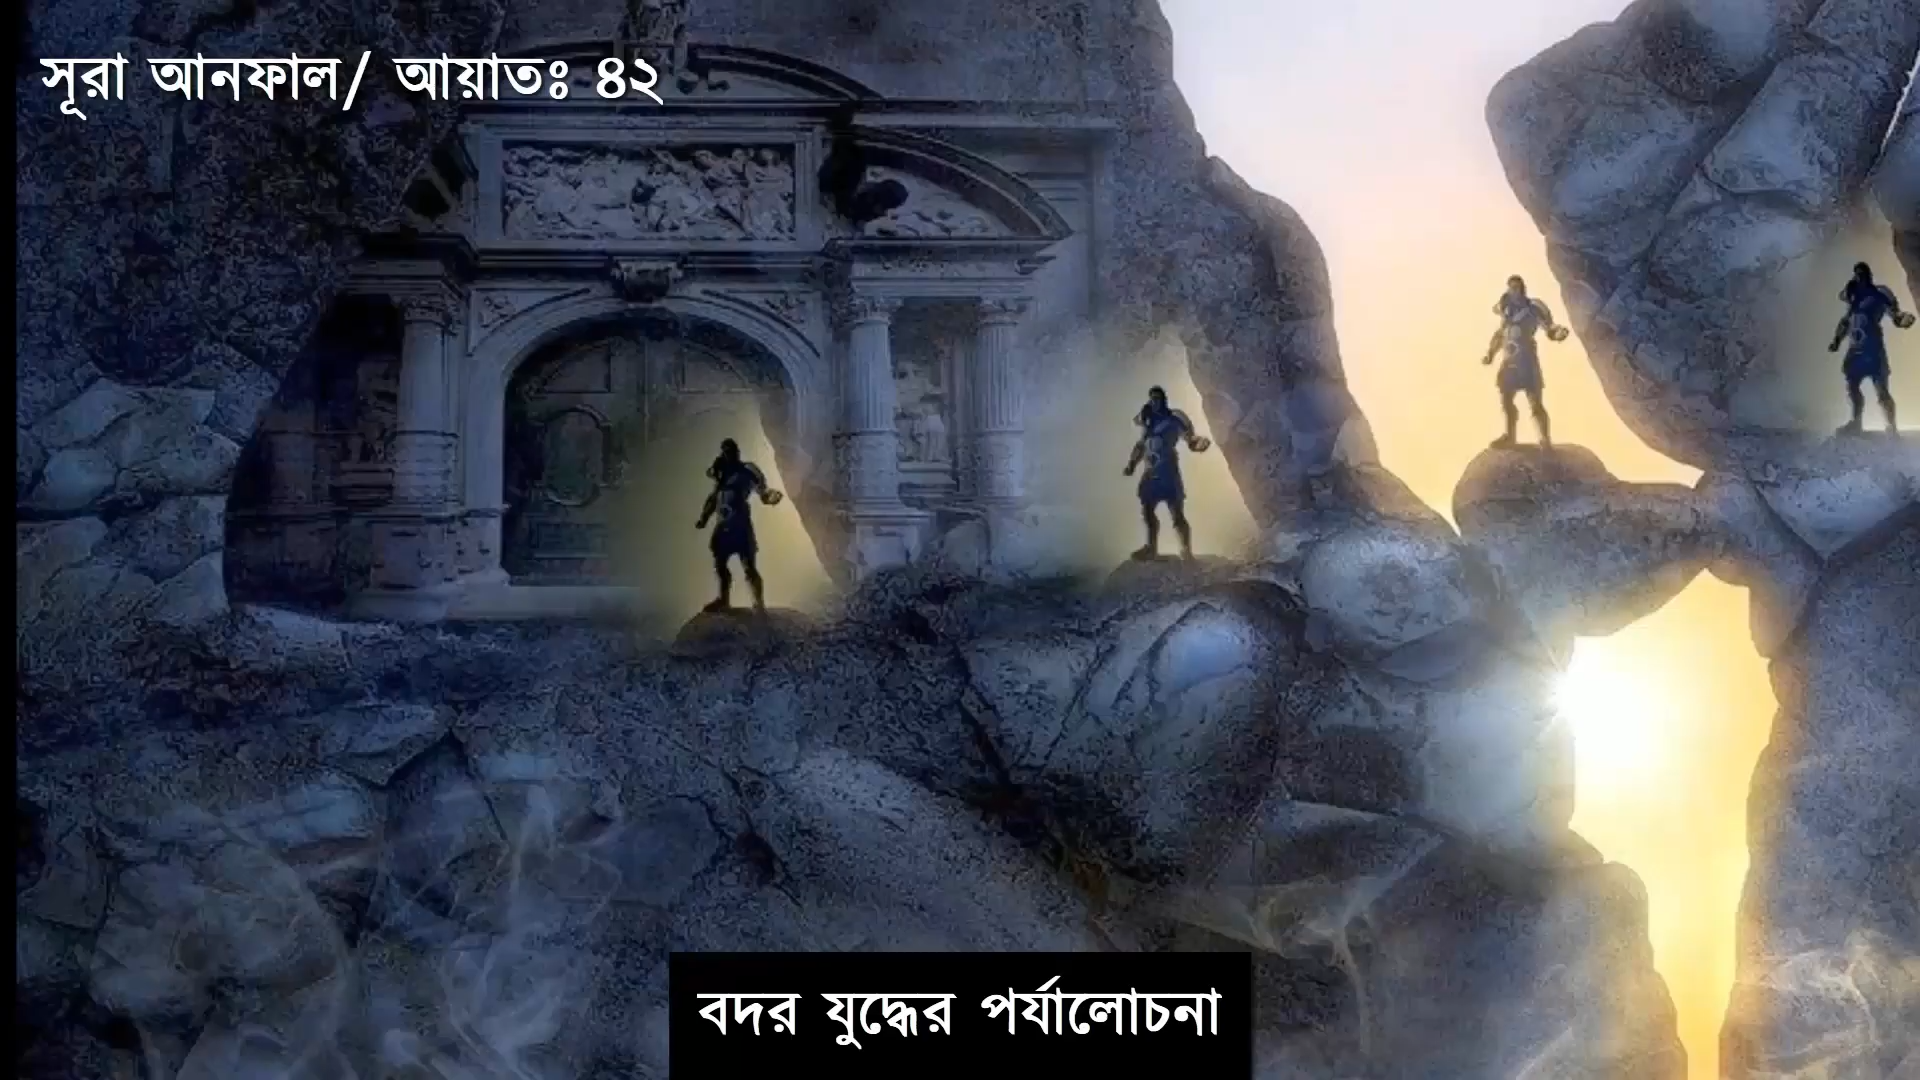 সূরা আনফাল/ আয়াতঃ ৪২
বদর যুদ্ধের পর্যালোচনা